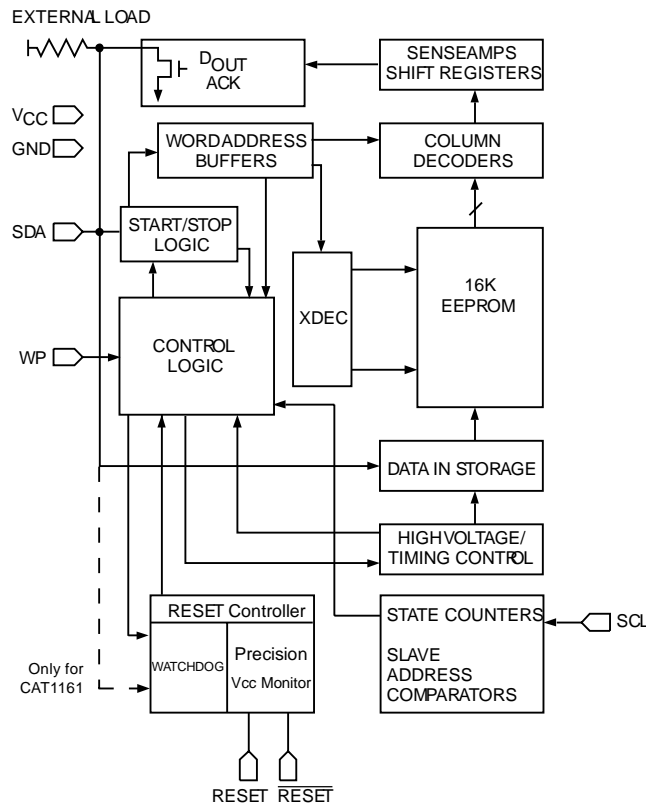 EXTERNAL LOAD
DOUT
ACK
SENSEAMPS
SHIFT REGISTERS
VCC
GND
WORDADDRESS
BUFFERS
COLUMN
DECODERS
SDA
START/STOP
LOGIC
XDEC
16K
EEPROM
WP
CONTROL
LOGIC
DATA IN STORAGE
HIGHVOLTAGE/
TIMING CONTROL
RESET Controller
WATCHDOG
Precision
Vcc Monitor
STATE COUNTERS
SCL
SLAVE
ADDRESS
COMPARATORS
Only for
CAT1161
RESET
RESET